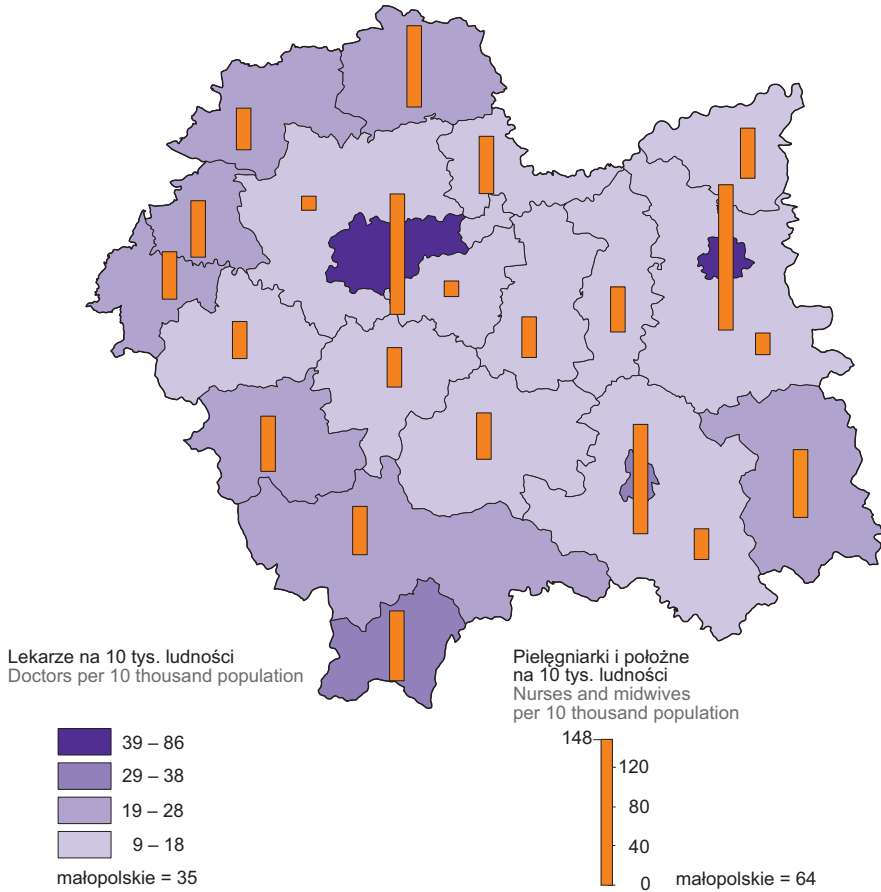 Lekarze na 10 tys. ludności
Doctors per 10 thousand population
39 – 86
29 – 38
19 – 28
9 – 18
małopolskie = 35
Pielęgniarki i położne
na 10 tys. ludności
Nurses and midwives
per 10 thousand population
148
120
80
40
0
małopolskie = 64